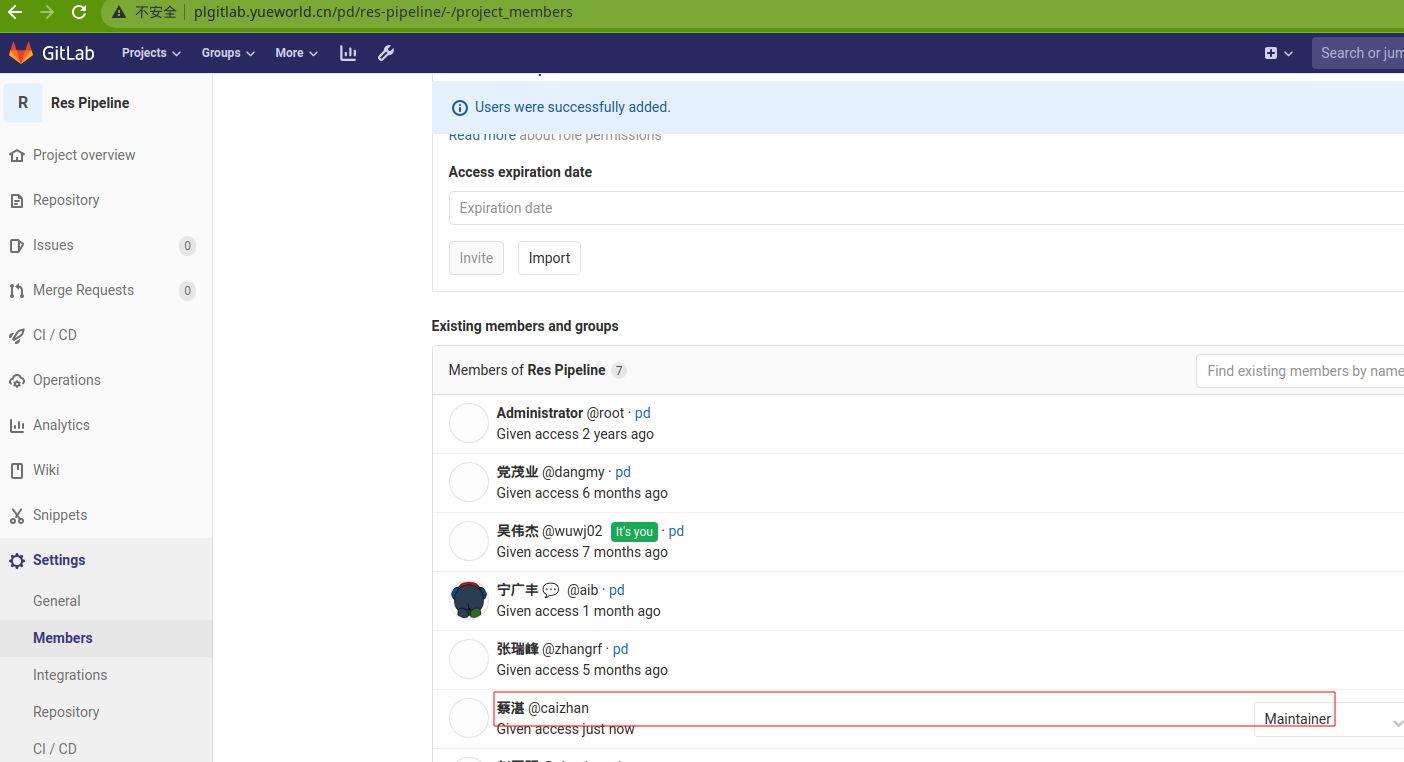 不安全 plgitlab.yueworld.cn/pd/res-pipeline/-/project_members
GitLab Projects Groups More Search or jum
R Res Pipeline
Users were successfully added.
Read more about role permissions
Project overview
Access expiration date
Repository
Expiration date
Issues 0
Invite Import
Merge Requests 0
Existing members and groups
CI / CD
Members of Res Pipeline 7
Find existing members by name
Operations
Administrator @root · pd
Given access 2 years ago
Analytics
Wiki
党茂业 @dangmy · pd
Given access 6 months ago
Snippets
吴伟杰 @wuwj02 It's you · pd
Given access 7 months ago
Settings
宁广丰 @aib · pd
Given access 1 month ago
General
Members
张瑞峰 @zhangrf · pd
Given access 5 months ago
Integrations
Repository
蔡湛 @caizhan
Given access just now
Maintainer
CI / CD